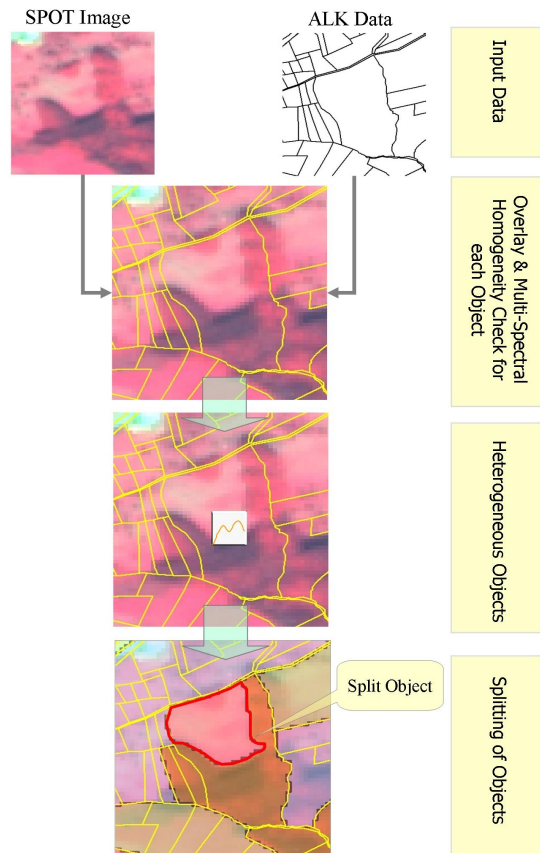 SPOT Image
ALK Data
Input Data
Overlay & Multi-Spectral
Homogeneity Check for
each Object
Heterogeneous Objects
Split Object
Splitting of Objects